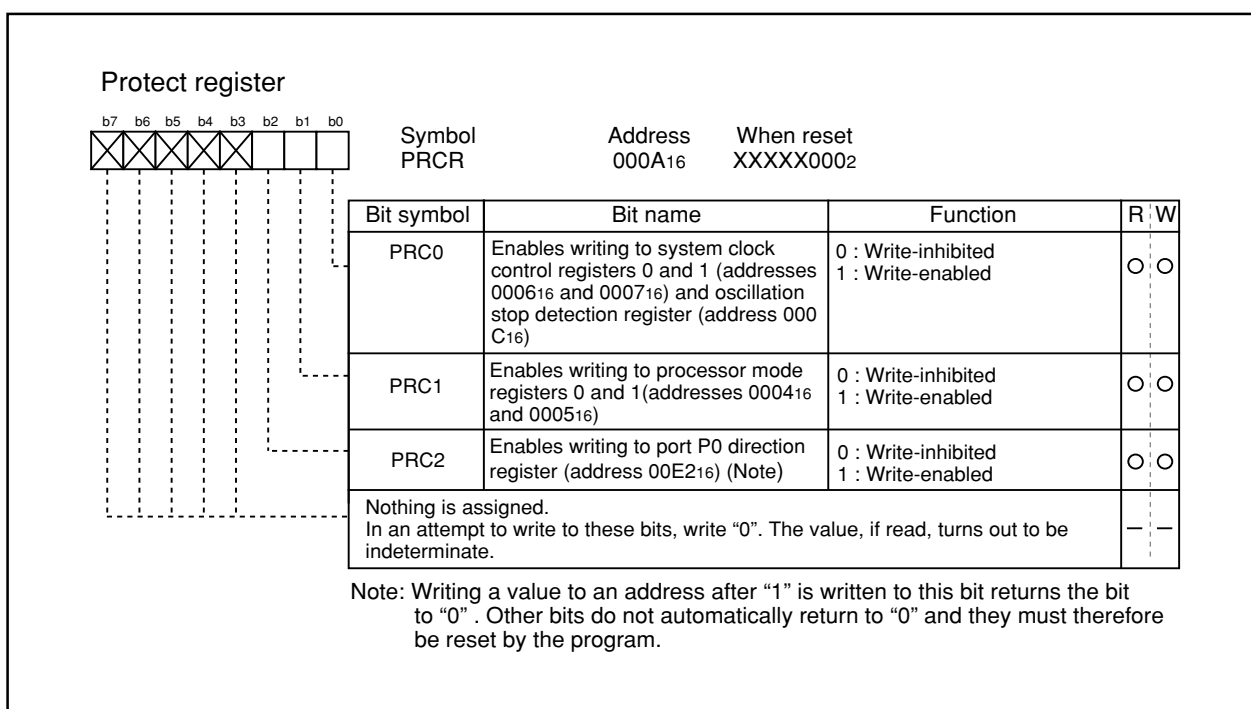 Protect register
b7 b6 b5 b4 b3 b2 b1 b0
Symbol Address When reset
PRCR 000A16 XXXXX0002
Bit symbol Bit name Function R W
PRC0 Enables writing to system clock 0 : Write-inhibited
control registers 0 and 1 (addresses 1 : Write-enabled
000616 and 000716) and oscillation
stop detection register (address 000
C16)
PRC1 Enables writing to processor mode 0 : Write-inhibited
registers 0 and 1(addresses 000416 1 : Write-enabled
and 000516)
PRC2 Enables writing to port P0 direction 0 : Write-inhibited
register (address 00E216) (Note) 1 : Write-enabled
Nothing is assigned.
In an attempt to write to these bits, write “0”. The value, if read, turns out to be – –
indeterminate.
Note: Writing a value to an address after “1” is written to this bit returns the bit
to “0” . Other bits do not automatically return to “0” and they must therefore
be reset by the program.